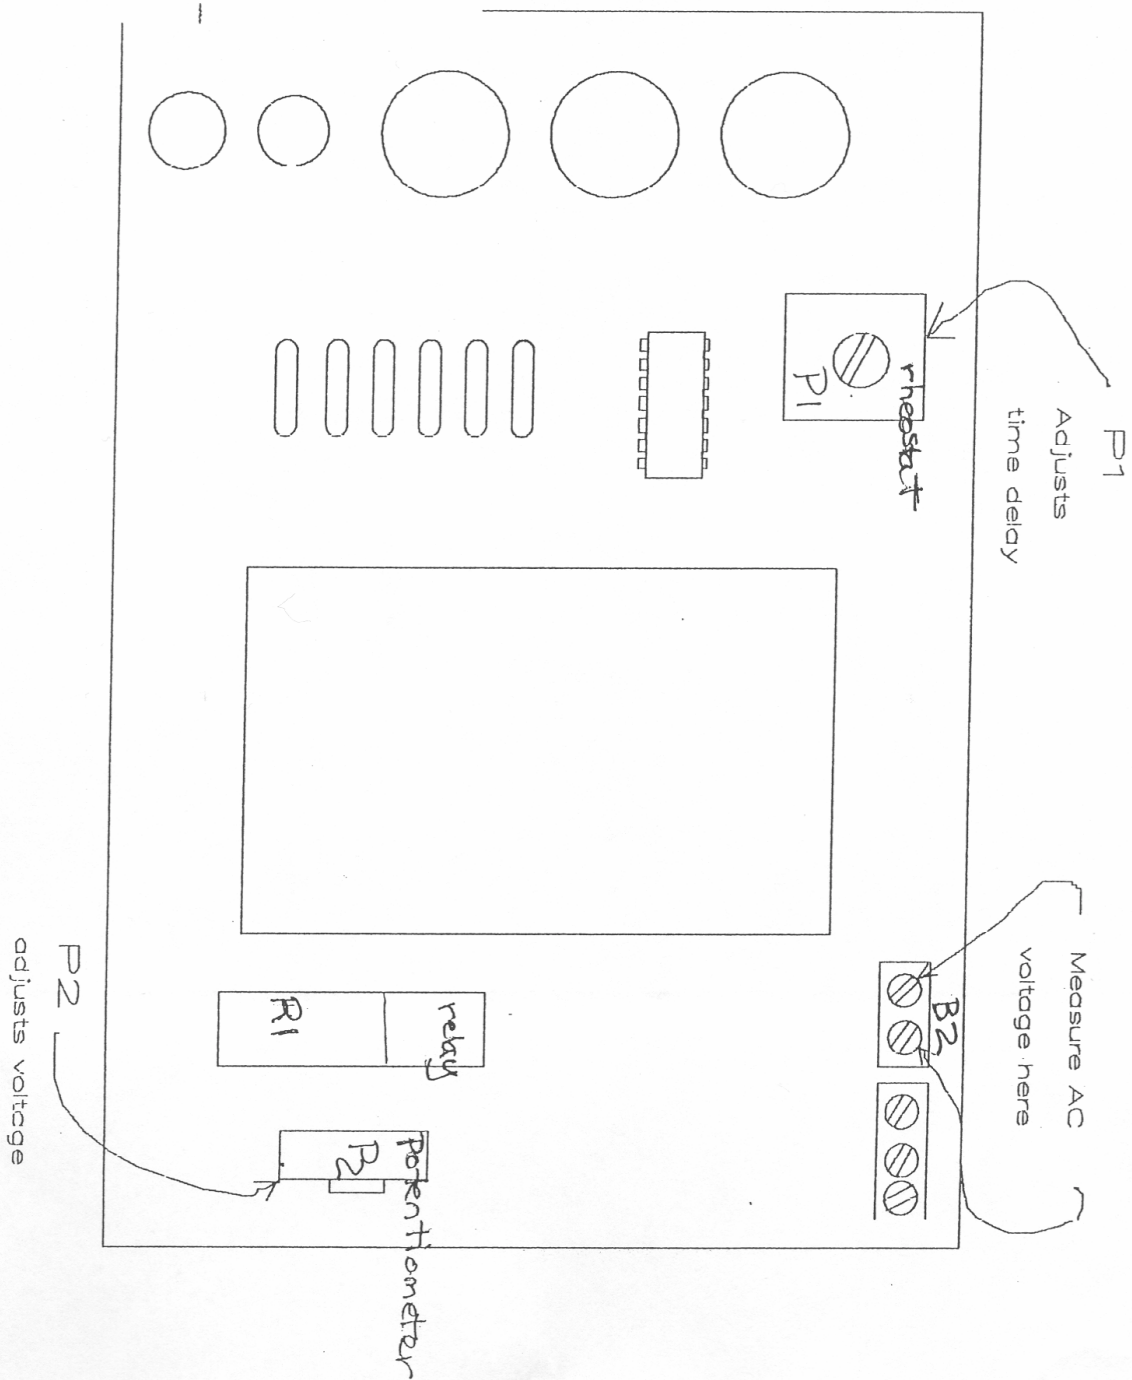 P1
Adjusts
time delay
rheostat
P1
Measure AC
voltage here
B2
relay
R1
Potentiometer
P2
P2
adjusts voltage